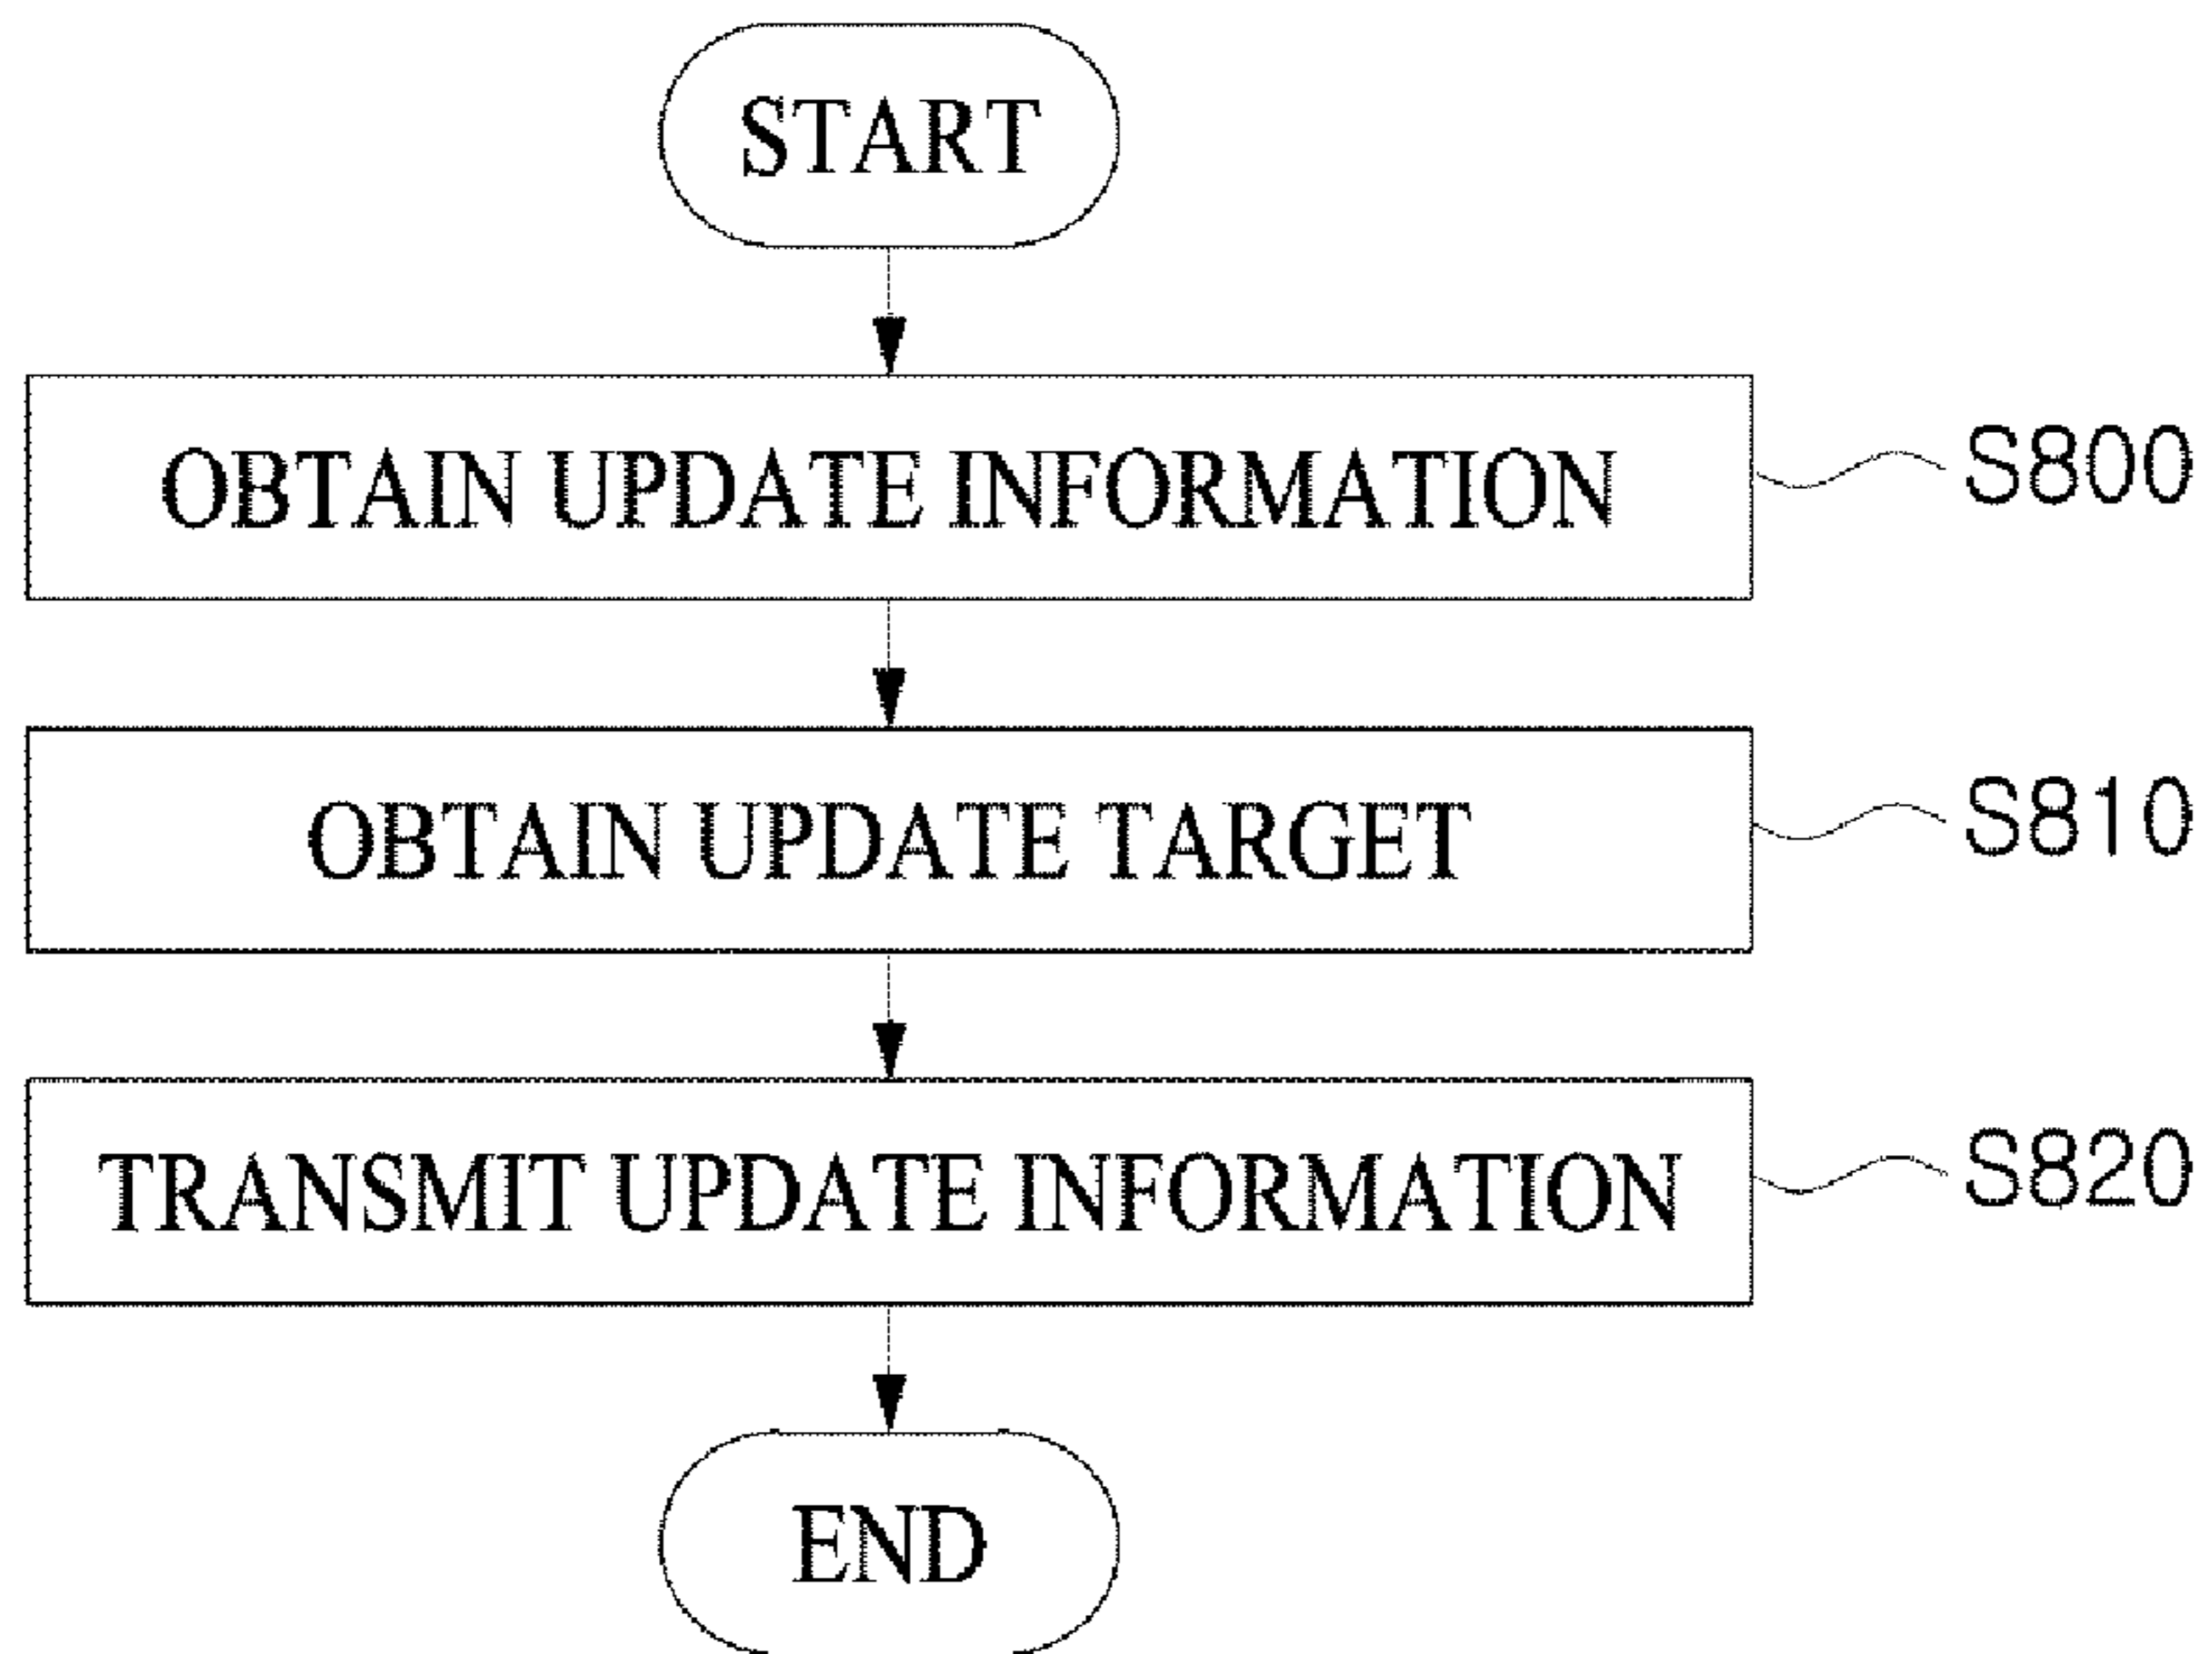 START
OBTAIN UPDATE INFORMATION S800
OBTAIN UPDATE TARGET S810
TRANSMIT UPDATE INFORMATION S820
END